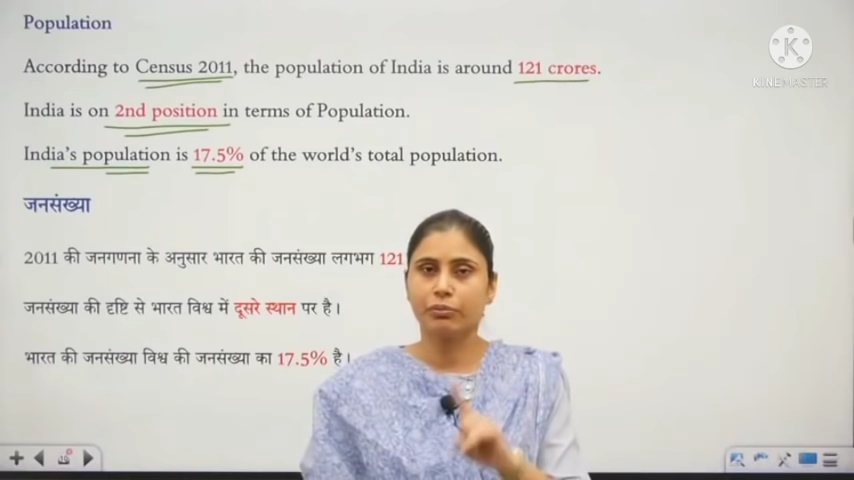 Population
According to Census 2011, the population of India is around 121 crores.
India is on 2nd position in terms of Population.
India's population is 17.5% of the world's total population.
जनसंख्या
2011 की जनगणना के अनुसार भारत की जनसंख्या लगभग 121
जनसंख्या की दृष्टि से भारत विश्व में दूसरे स्थान पर है।
भारत की जनसंख्या विश्व की जनसंख्या का 17.5% है।
K
KINEMASTER